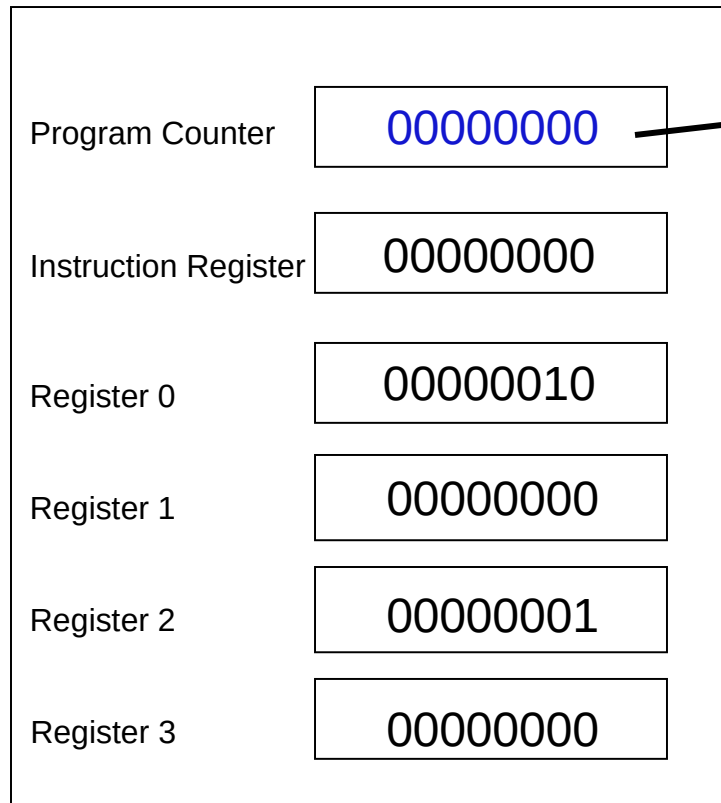 Program Counter 00000000
Instruction Register 00000000
Register 0 00000010
Register 1 00000000
Register 2 00000001
Register 3 00000000